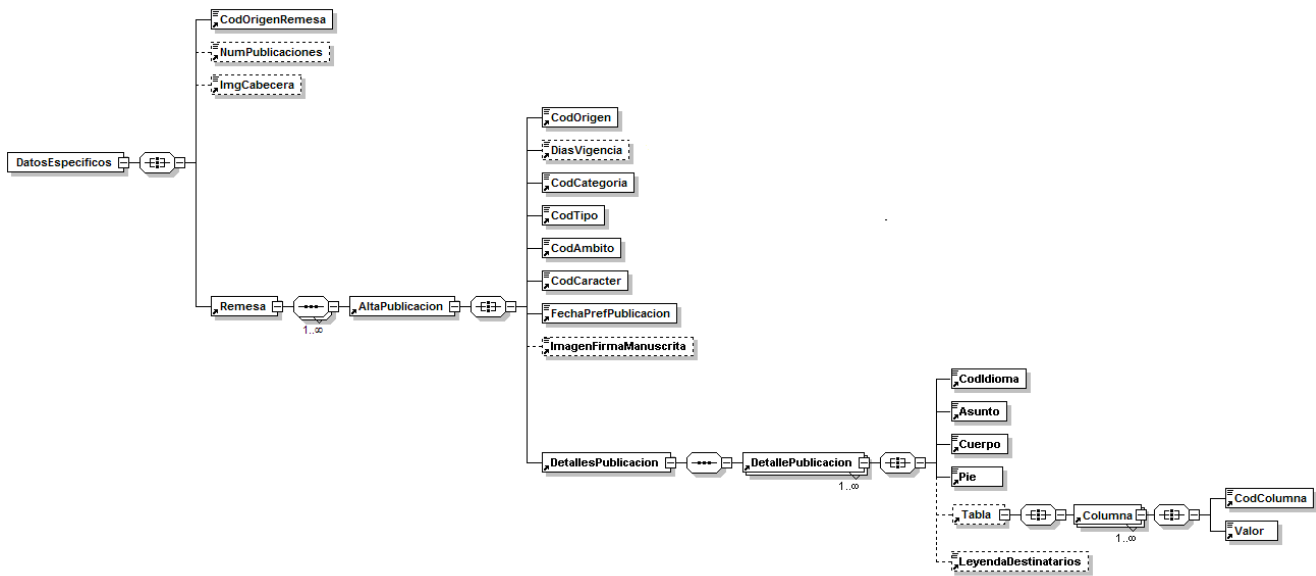 CodOrigenRemesa
NumPublicaciones
ImgCabecera
CodOrigen
DiasVigencia
DatosEspecificos
CodCategoria
CodTipo
CodAmbito
CodCaracter
Remesa
AltaPublicacion
1..∞
FechaPrefPublicacion
ImagenFirmaManuscrita
CodIdioma
Asunto
Cuerpo
DetallesPublicacion
DetallePublicacion
1..∞
Pie
Tabla
Columna
1..∞
CodColumna
Valor
LeyendaDestinatarios